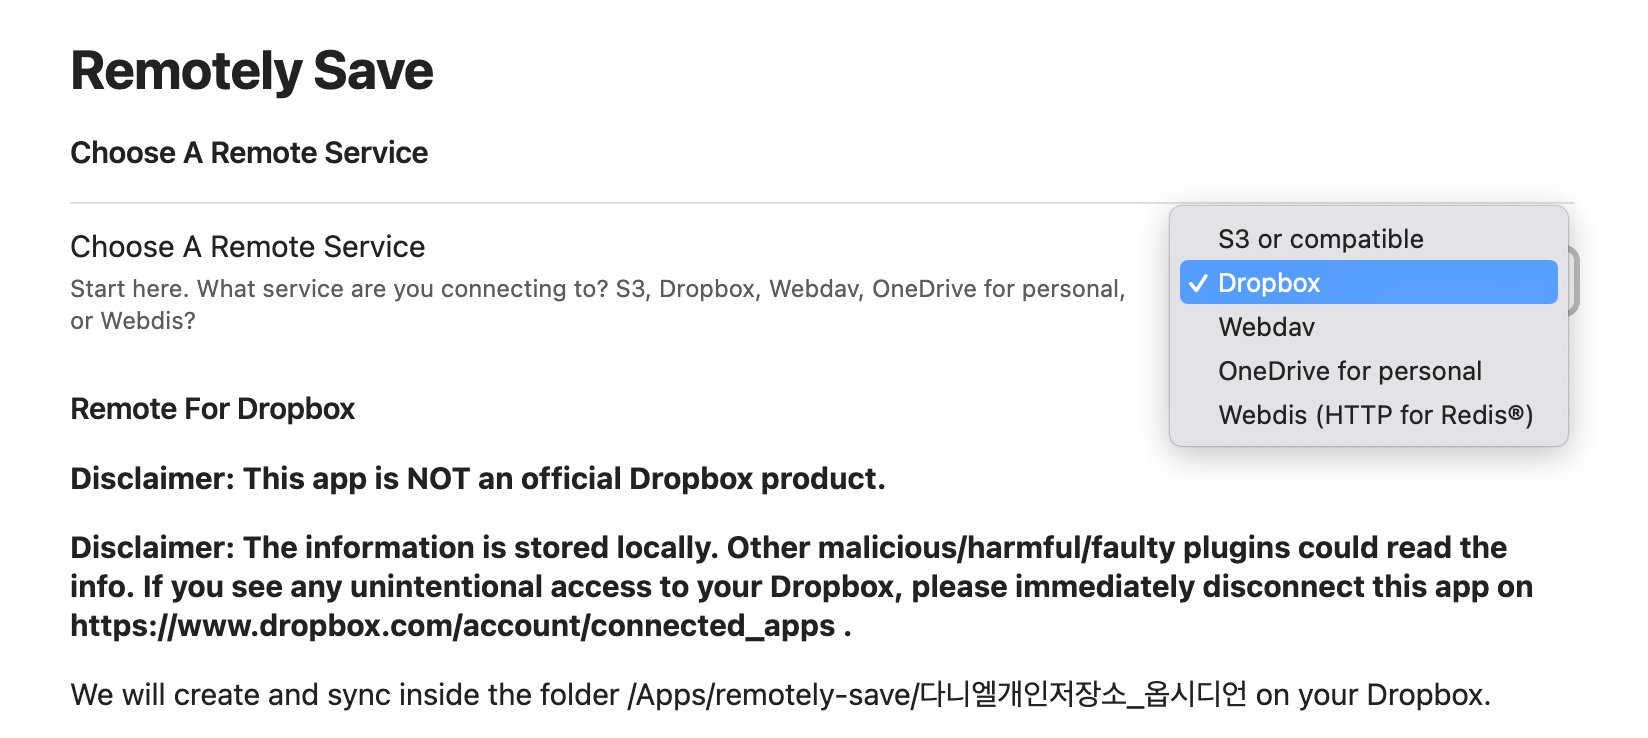 Remotely Save
Choose A Remote Service
Choose A Remote Service
Start here. What service are you connecting to? S3, Dropbox, Webdav, OneDrive for personal,
or Webdis?
S3 or compatible
✓ Dropbox
Webdav
OneDrive for personal
Webdis (HTTP for Redis®)
Remote For Dropbox
Disclaimer: This app is NOT an official Dropbox product.
Disclaimer: The information is stored locally. Other malicious/harmful/faulty plugins could read the
info. If you see any unintentional access to your Dropbox, please immediately disconnect this app on
https://www.dropbox.com/account/connected_apps .
We will create and sync inside the folder /Apps/remotely-save/다니엘개인저장소_옵시디언 on your Dropbox.